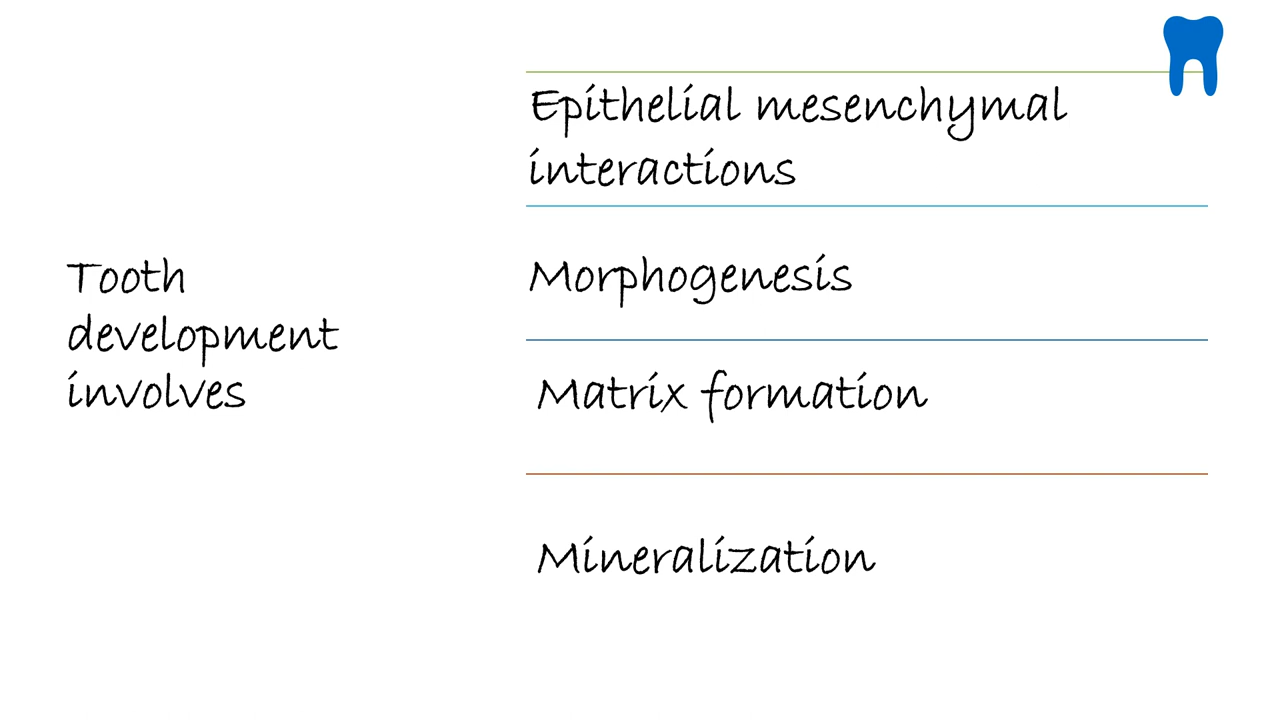 Tooth
development
involves
Epithelial mesenchymal
interactions
Morphogenesis
Matrix formation
Mineralization